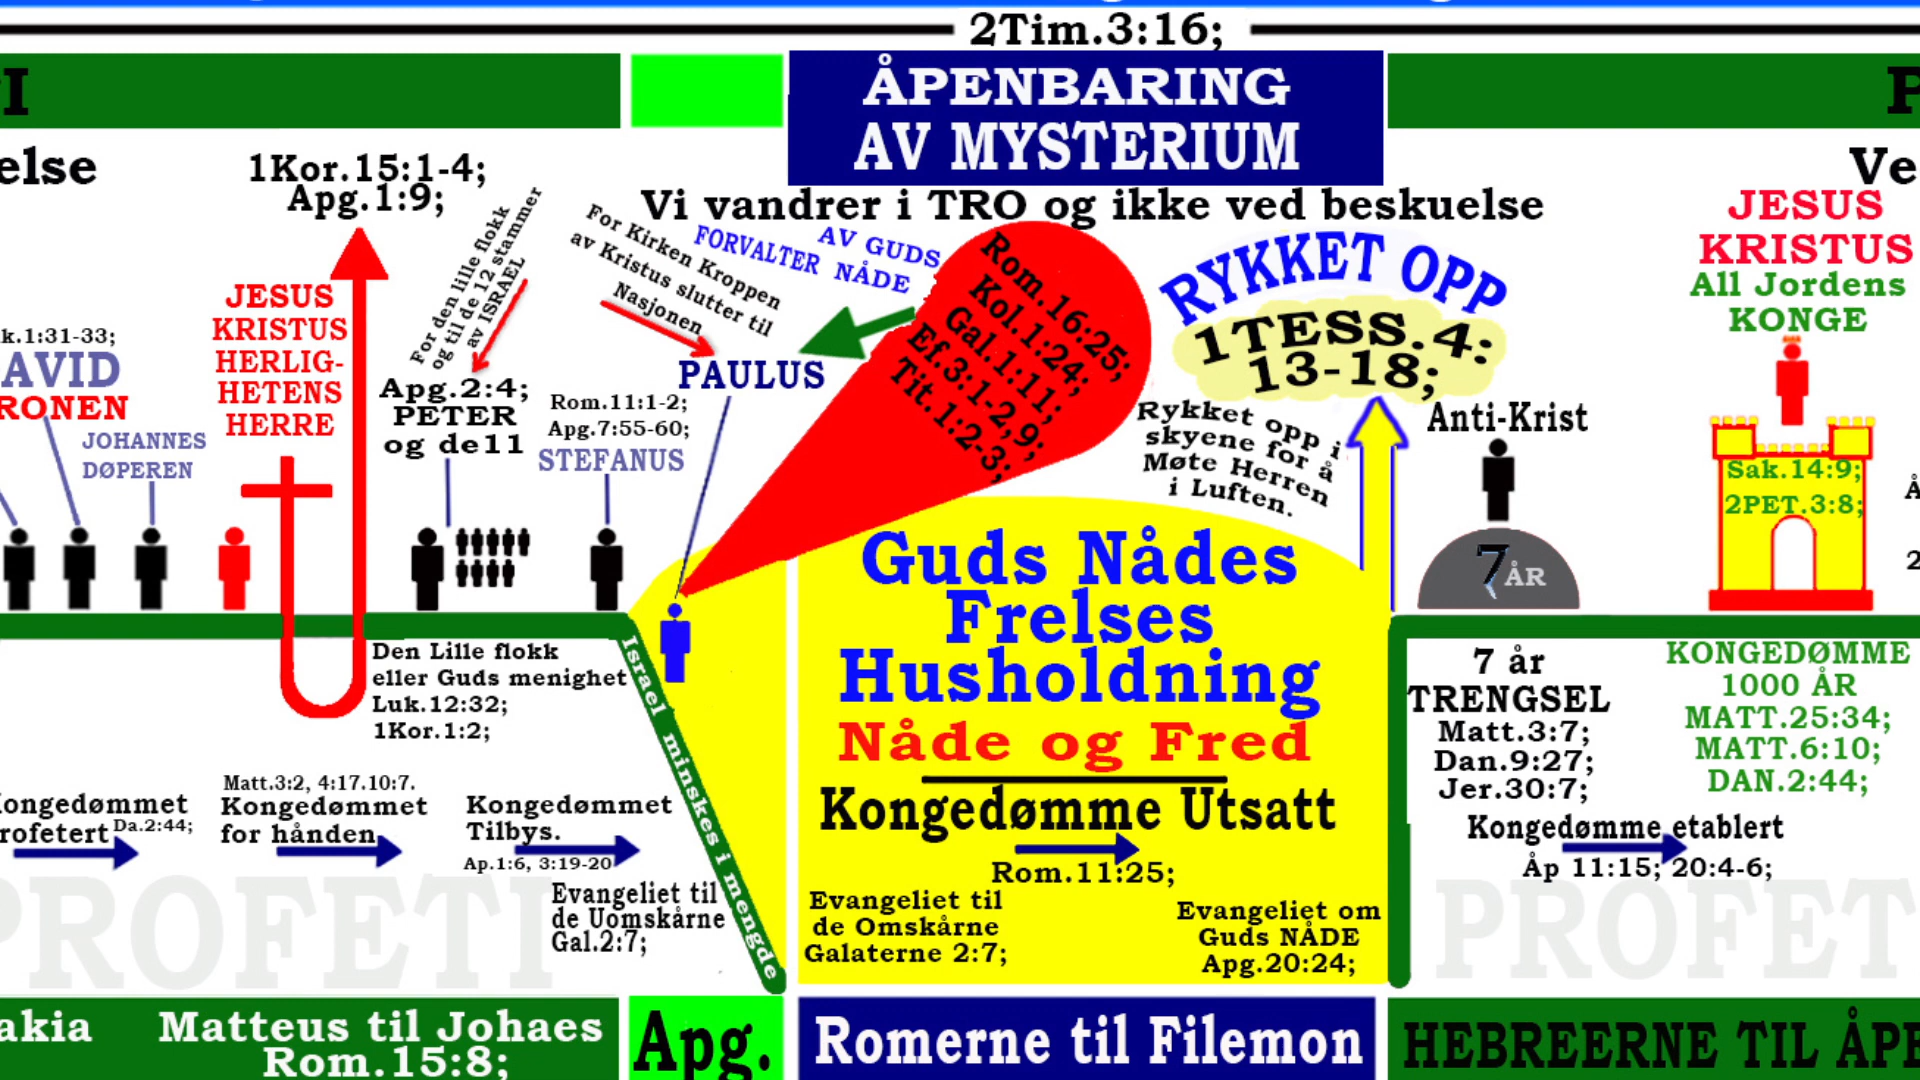 2Tim.3:16;
I
ÅPENBARING
AV MYSTERIUM
P
else
1Kor.15:1-4;
Apg.1:9;
Vi vandrer i TRO og ikke ved beskuelse
Ve
For den lille flokk
og til de 12 stammer
av ISRAEL
For Kirken Kroppen
av Kristus slutter til
Nasjonen
AV GUDS
FORVALTER NÅDE
Rom.16:25;
Kol.1:24;
Gal.1:11;
Ef.3:1-2,9;
Tit.1:2-3;
RYKKET OPP
1TESS.4:
13-18;
Rykket opp i
skyene for å
Møte Herren
i Luften.
JESUS
KRISTUS
All Jordens
KONGE
JESUS
KRISTUS
HERLIG-
HETENS
HERRE
k.1:31-33;
AVID
RONEN
JOHANNES
DØPEREN
Apg.2:4;
PETER
og de11
Rom.11:1-2;
Apg.7:55-60;
STEFANUS
PAULUS
Anti-Krist
7 ÅR
Sak.14:9;
2PET.3:8;
Å
2
Guds Nådes
Frelses
Husholdning
Nåde og Fred
Kongedømme Utsatt
Rom.11:25;
Den Lille flokk
eller Guds menighet
Luk.12:32;
1Kor.1:2;
Israel minskes i mengde
7 år
TRENGSEL
Matt.3:7;
Dan.9:27;
Jer.30:7;
KONGEDØMME
1000 ÅR
MATT.25:34;
MATT.6:10;
DAN.2:44;
ongedømmet
rofetert Da.2:44;
Matt.3:2, 4:17.10:7.
Kongedømmet
for hånden
Kongedømmet
Tilbys.
Ap.1:6, 3:19-20
Evangeliet til
de Uomskårne
Gal.2:7;
Evangeliet til
de Omskårne
Galaterne 2:7;
Evangeliet om
Guds NÅDE
Apg.20:24;
Kongedømme etablert
Åp 11:15; 20:4-6;
PROFETI
PROFET
akia
Matteus til Johaes
Rom.15:8;
Apg.
Romerne til Filemon
HEBREERNE TIL ÅPE